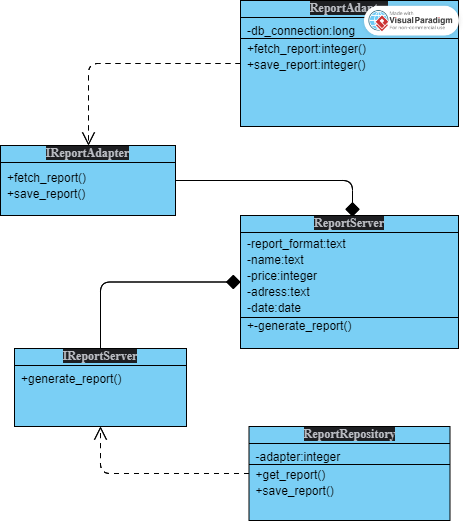 ReportAdapter
Made with
Visual Paradigm
For non-commercial use
-db_connection:long
+fetch_report:integer()
+save_report:integer()
IReportAdapter
+fetch_report()
+save_report()
ReportServer
-report_format:text
-name:text
-price:integer
-adress:text
-date:date
+-generate_report()
IReportServer
+generate_report()
ReportRepository
-adapter:integer
+get_report()
+save_report()